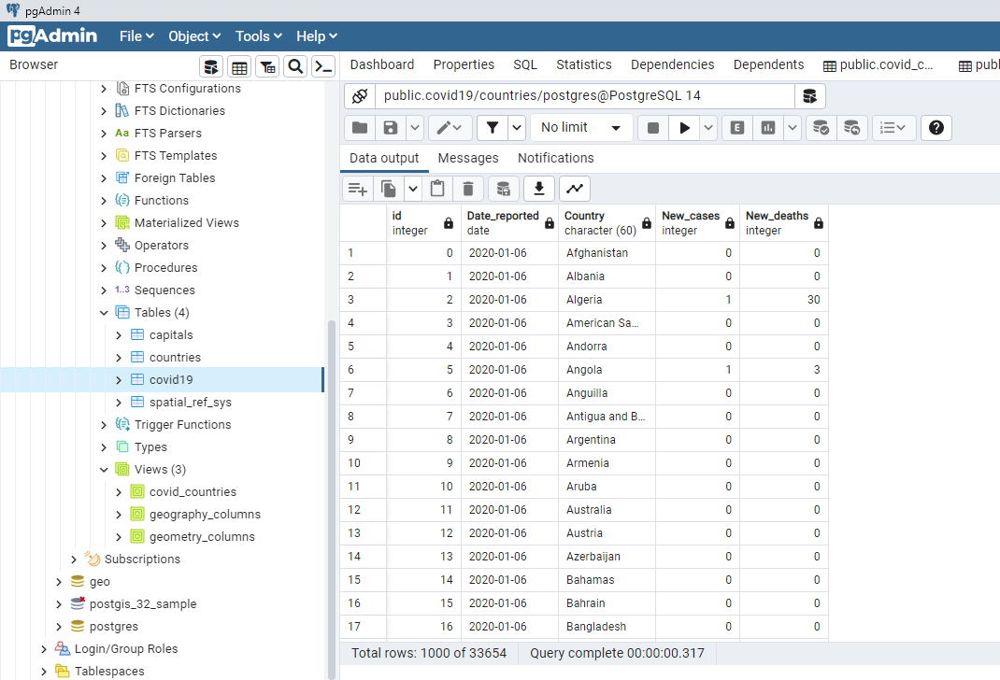 pgAdmin 4
pgAdmin File Object Tools Help
Browser
Dashboard Properties SQL Statistics Dependencies Dependents public.covid_c... publ
FTS Configurations
FTS Dictionaries
Aa FTS Parsers
FTS Templates
Foreign Tables
Functions
Materialized Views
Operators
Procedures
1..3 Sequences
Tables (4)
capitals
countries
covid19
spatial_ref_sys
Trigger Functions
Types
Views (3)
covid_countries
geography_columns
geometry_columns
Subscriptions
geo
postgis_32_sample
postgres
Login/Group Roles
Tablespaces
public.covid19/countries/postgres@PostgreSQL 14
No limit E
Data output Messages Notifications
id Date_reported Country New_cases New_deaths
integer date character (60) integer integer
1 0 2020-01-06 Afghanistan 0 0
2 1 2020-01-06 Albania 0 0
3 2 2020-01-06 Algeria 1 30
4 3 2020-01-06 American Sa... 0 0
5 4 2020-01-06 Andorra 0 0
6 5 2020-01-06 Angola 1 3
7 6 2020-01-06 Anguilla 0 0
8 7 2020-01-06 Antigua and B... 0 0
9 8 2020-01-06 Argentina 0 0
10 9 2020-01-06 Armenia 0 0
11 10 2020-01-06 Aruba 0 0
12 11 2020-01-06 Australia 0 0
13 12 2020-01-06 Austria 0 0
14 13 2020-01-06 Azerbaijan 0 0
15 14 2020-01-06 Bahamas 0 0
16 15 2020-01-06 Bahrain 0 0
17 16 2020-01-06 Bangladesh 0 0
Total rows: 1000 of 33654 Query complete 00:00:00.317